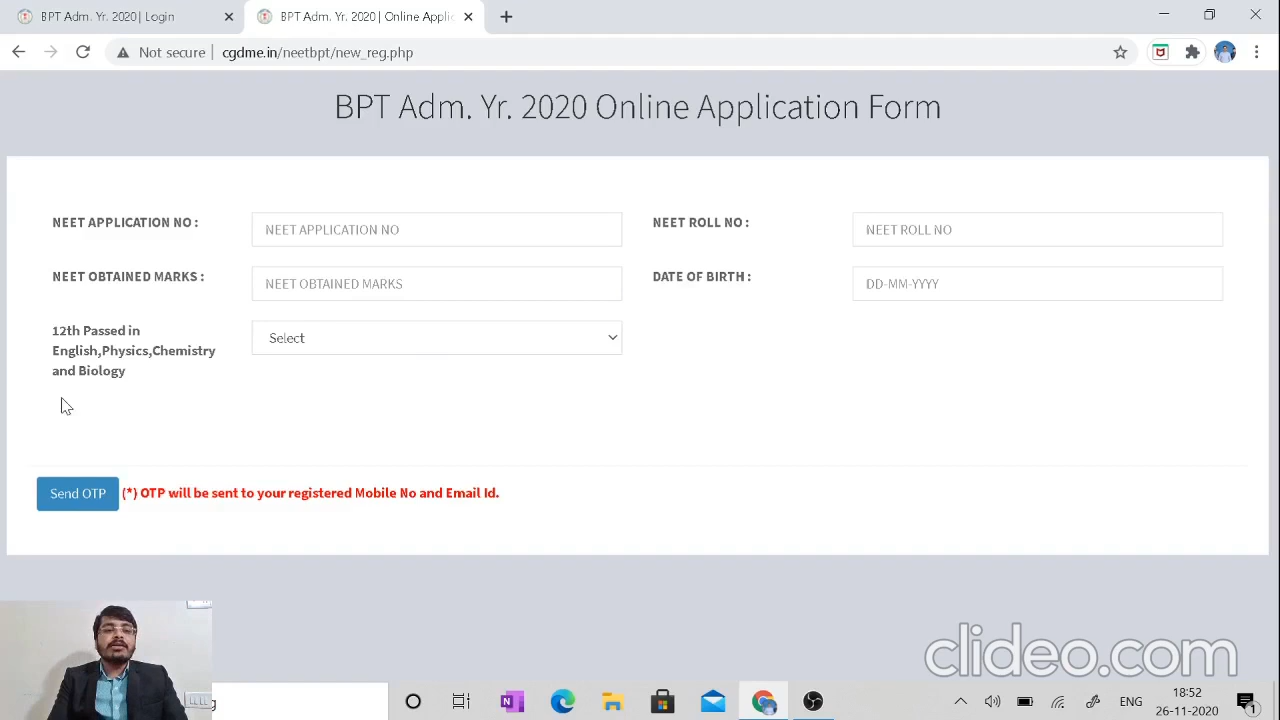 BPT Adm. Yr. 2020 | Login
BPT Adm. Yr. 2020 | Online Applic
Not secure
cgdme.in/neetbpt/new_reg.php
BPT Adm. Yr. 2020 Online Application Form
NEET APPLICATION NO :
NEET APPLICATION NO
NEET ROLL NO :
NEET ROLL NO
NEET OBTAINED MARKS :
NEET OBTAINED MARKS
DATE OF BIRTH :
DD-MM-YYYY
12th Passed in
English,Physics,Chemistry
and Biology
Select
Send OTP
(*) OTP will be sent to your registered Mobile No and Email Id.
clideo.com
ENG
18:52
26-11-2020
1